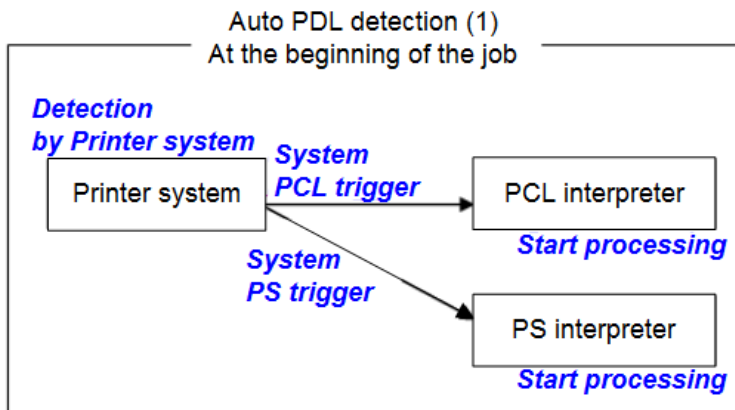 Auto PDL detection (1)
At the beginning of the job
Detection
by Printer system
Printer system
System
PCL trigger
PCL interpreter
Start processing
System
PS trigger
PS interpreter
Start processing